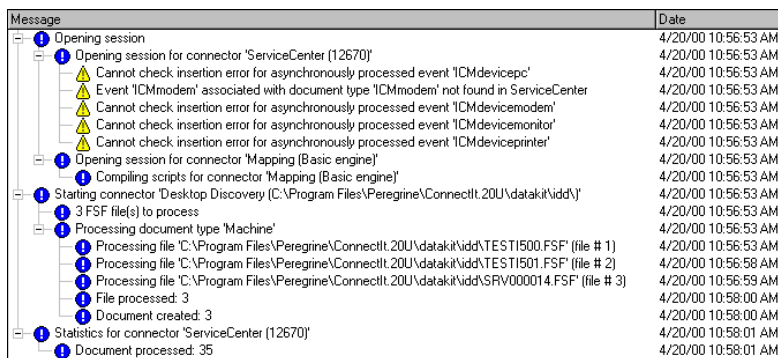 Message Date
Opening session 4/20/00 10:56:53 AM
Opening session for connector 'ServiceCenter (12670)' 4/20/00 10:56:53 AM
Cannot check insertion error for asynchronously processed event 'ICMdevicepc' 4/20/00 10:56:53 AM
Event 'ICMmodem' associated with document type 'ICMmodem' not found in ServiceCenter 4/20/00 10:56:53 AM
Cannot check insertion error for asynchronously processed event 'ICMdevicemodem' 4/20/00 10:56:53 AM
Cannot check insertion error for asynchronously processed event 'ICMdevicemonitor' 4/20/00 10:56:53 AM
Cannot check insertion error for asynchronously processed event 'ICMdeviceprinter' 4/20/00 10:56:53 AM
Opening session for connector 'Mapping (Basic engine)' 4/20/00 10:56:53 AM
Compiling scripts for connector 'Mapping (Basic engine)' 4/20/00 10:56:53 AM
Starting connector 'Desktop Discovery (C:\Program Files\Peregrine\ConnectIt.20U\datakit\idd\)' 4/20/00 10:56:53 AM
3 FSF file(s) to process 4/20/00 10:56:53 AM
Processing document type 'Machine' 4/20/00 10:56:53 AM
Processing file 'C:\Program Files\Peregrine\ConnectIt.20U\datakit\idd\TESTI500.FSF' (file # 1) 4/20/00 10:56:53 AM
Processing file 'C:\Program Files\Peregrine\ConnectIt.20U\datakit\idd\TESTI501.FSF' (file # 2) 4/20/00 10:56:58 AM
Processing file 'C:\Program Files\Peregrine\ConnectIt.20U\datakit\idd\SRV000014.FSF' (file # 3) 4/20/00 10:56:59 AM
File processed: 3 4/20/00 10:58:00 AM
Document created: 3 4/20/00 10:58:00 AM
Statistics for connector 'ServiceCenter (12670)' 4/20/00 10:58:01 AM
Document processed: 35 4/20/00 10:58:01 AM